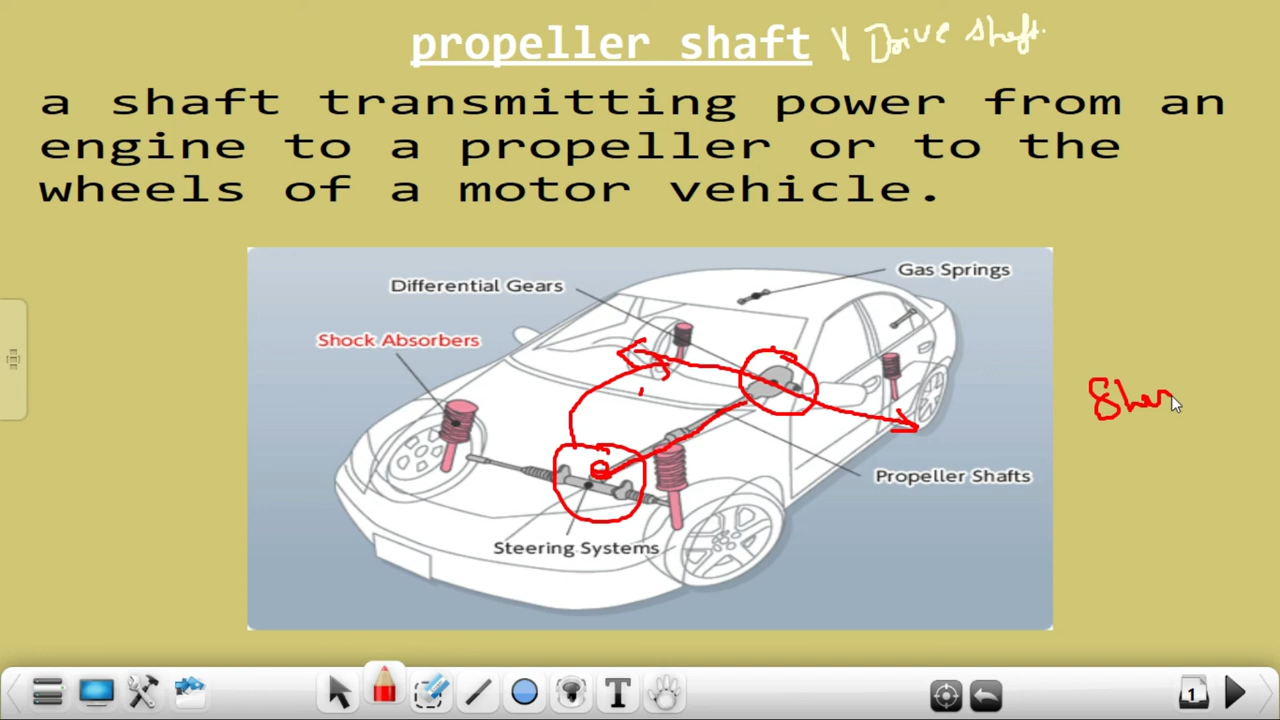 propeller shaft Drive shaft.
a shaft transmitting power from an
engine to a propeller or to the
wheels of a motor vehicle.
Gas Springs
Differential Gears
Shock Absorbers
Propeller Shafts
Steering Systems
T
1